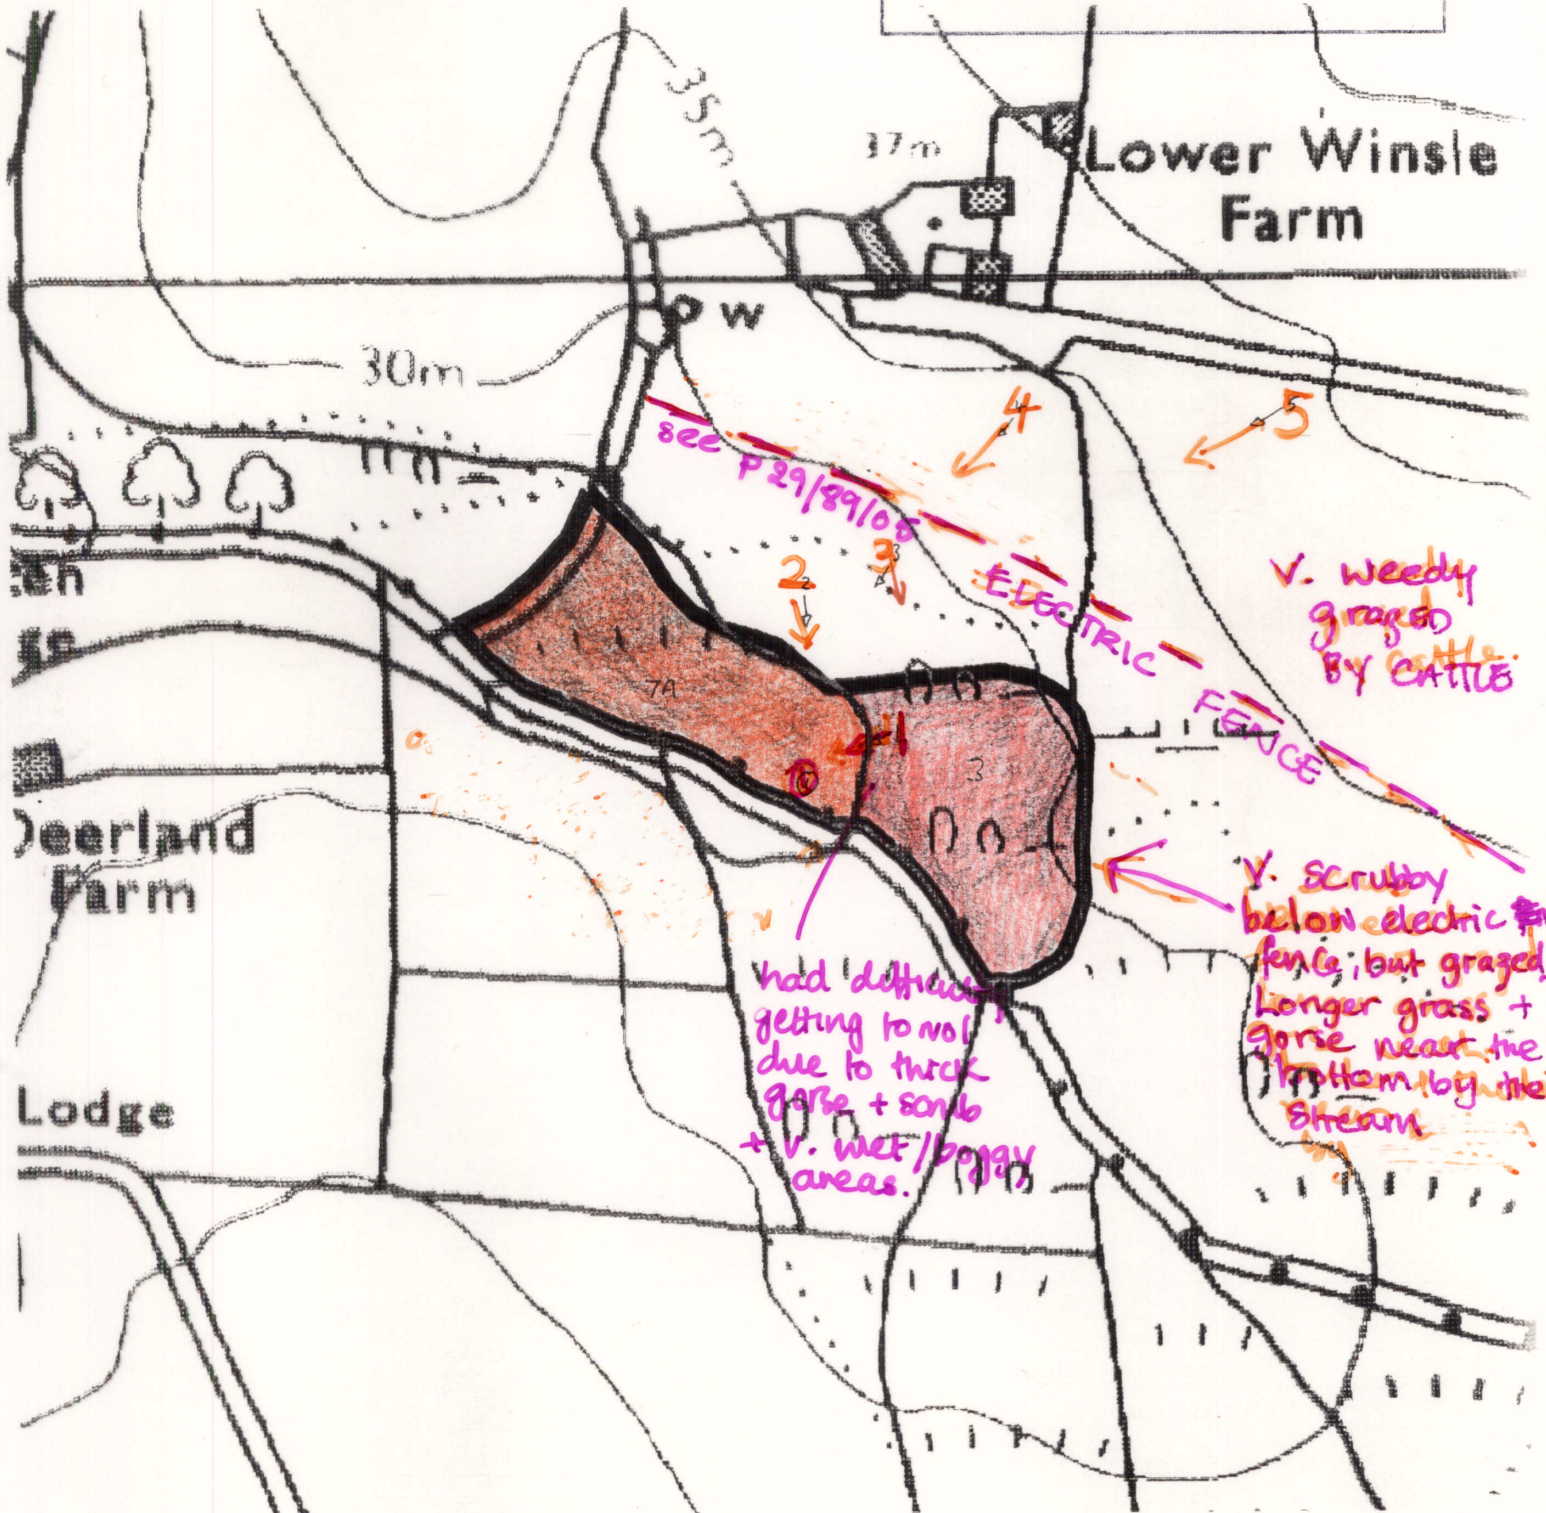 35m
37m
Lower Winsle
Farm
W
30m
4
5
see P29/89/05
2
3
ELECTRIC
FENCE
V. weedy
grazed
BY CATTLE
7A
1
3
Deerland
Farm
V. scrubby
below electric
fence, but grazed
Longer grass +
gorse near the
bottom by the
stream
had difficult
getting to no1
due to thick
gorse + scrub
+ v. wet/boggy
areas.
Lodge